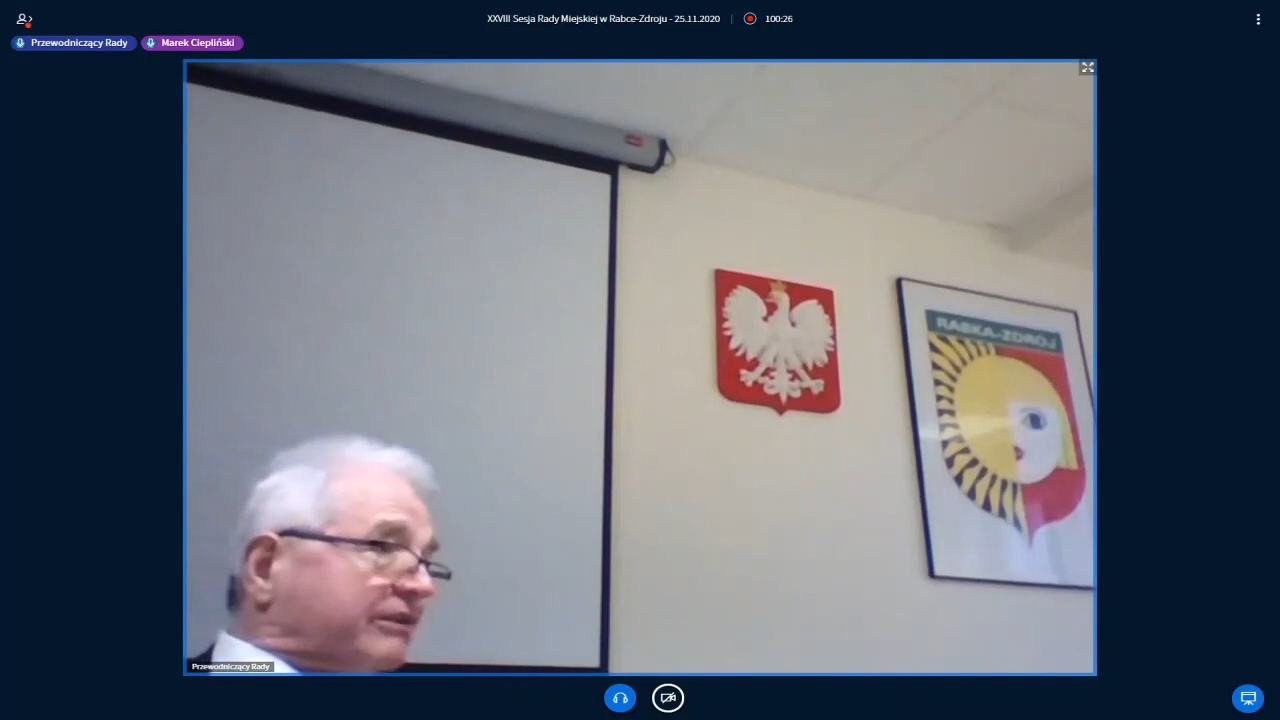 XXVIII Sesja Rady Miejskiej w Rabce-Zdroju - 25.11.2020
100:26
Przewodniczący Rady
Marek Ciepliński
RABKA-ZDRÓJ
Przewodniczący Rady